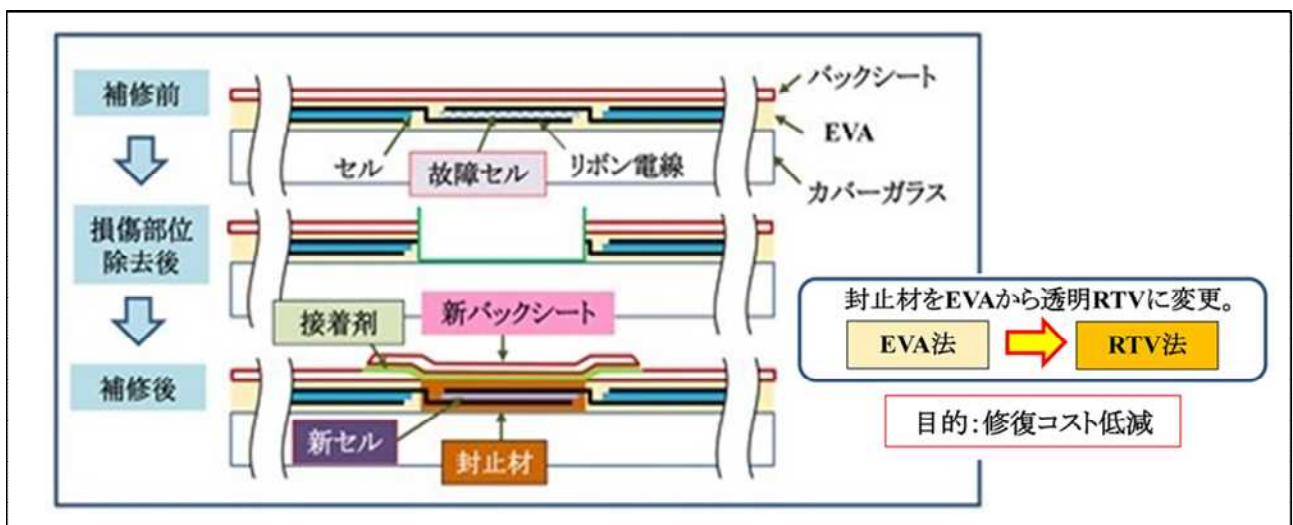 補修前
バックシート
EVA
カバーガラス
セル
故障セル
リボン電線
損傷部位
除去後
接着剤
新バックシート
補修後
新セル
封止材
封止材をEVAから透明RTVに変更。
EVA法
RTV法
目的:修復コスト低減